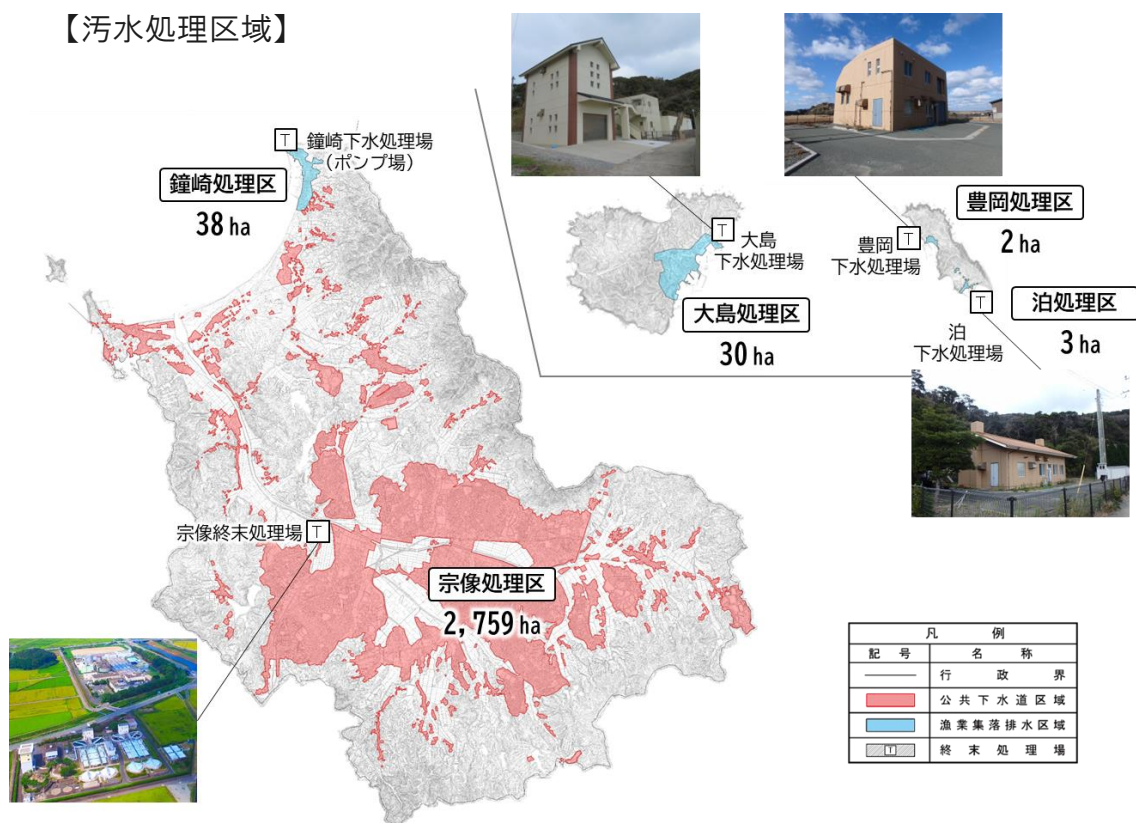 【汚水処理区域】
T
鐘崎下水処理場
（ポンプ場）
鐘崎処理区
38 ha
T
大島
下水処理場
大島処理区
30 ha
豊岡処理区
2 ha
T
豊岡
下水処理場
T
泊処理区
3 ha
泊
下水処理場
宗像終末処理場
T
宗像処理区
2,759 ha
凡 例
記 号 名 称
行 政 界
公 共 下 水 道 区 域
漁 業 集 落 排 水 区 域
T 終 末 処 理 場